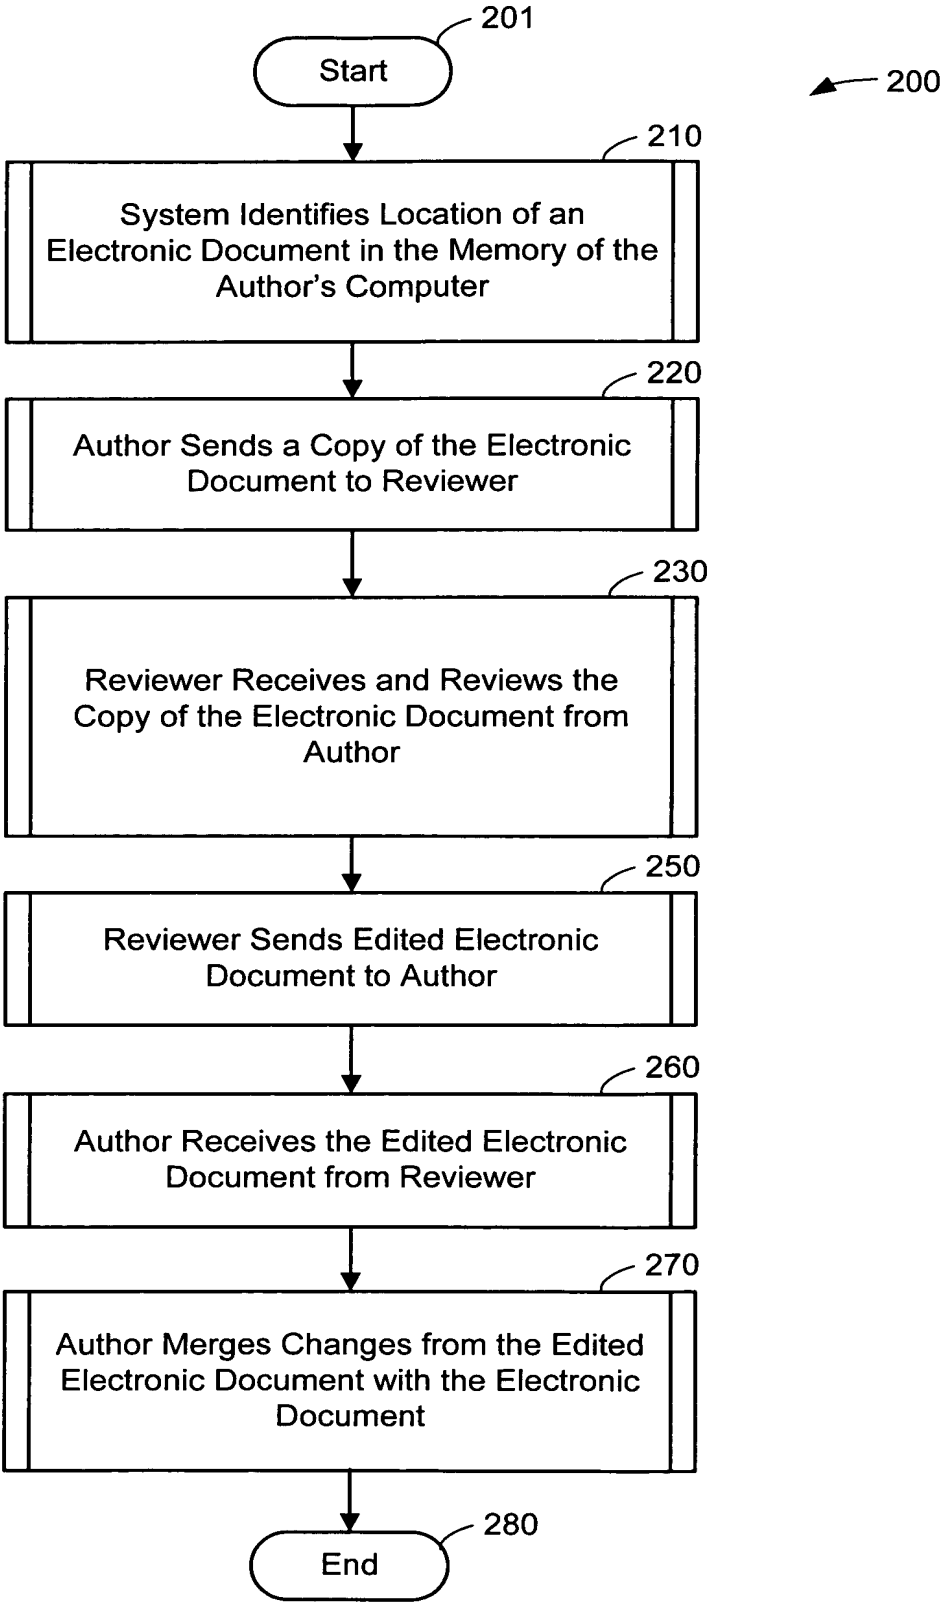 201
Start
200
210
System Identifies Location of an
Electronic Document in the Memory of the
Author's Computer
220
Author Sends a Copy of the Electronic
Document to Reviewer
230
Reviewer Receives and Reviews the
Copy of the Electronic Document from
Author
250
Reviewer Sends Edited Electronic
Document to Author
260
Author Receives the Edited Electronic
Document from Reviewer
270
Author Merges Changes from the Edited
Electronic Document with the Electronic
Document
280
End